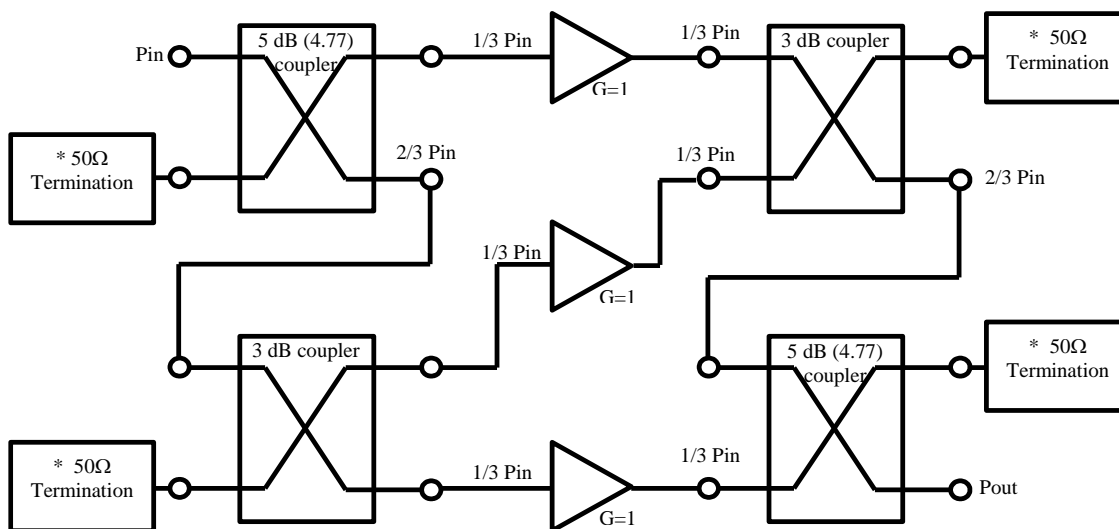 Pin
5 dB (4.77)
coupler
1/3 Pin
G=1
1/3 Pin
3 dB coupler
* 50Ω
Termination
* 50Ω
Termination
2/3 Pin
1/3 Pin
2/3 Pin
1/3 Pin
G=1
3 dB coupler
5 dB (4.77)
coupler
* 50Ω
Termination
* 50Ω
Termination
1/3 Pin
G=1
1/3 Pin
Pout